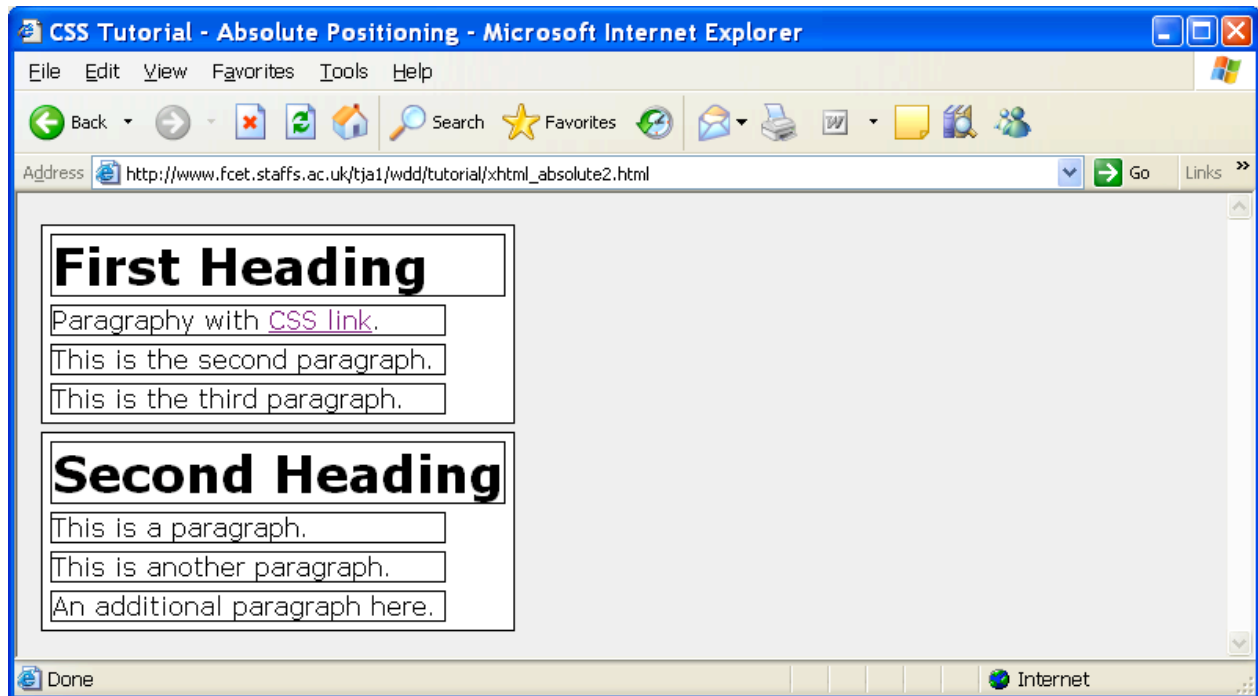 CSS Tutorial - Absolute Positioning - Microsoft Internet Explorer
File Edit View Favorites Tools Help
Back Search Favorites
Address http://www.fcet.staffs.ac.uk/tja1/wdd/tutorial/xhtml_absolute2.html Go Links »
First Heading
Paragraphy with CSS link.
This is the second paragraph.
This is the third paragraph.
Second Heading
This is a paragraph.
This is another paragraph.
An additional paragraph here.
Done Internet